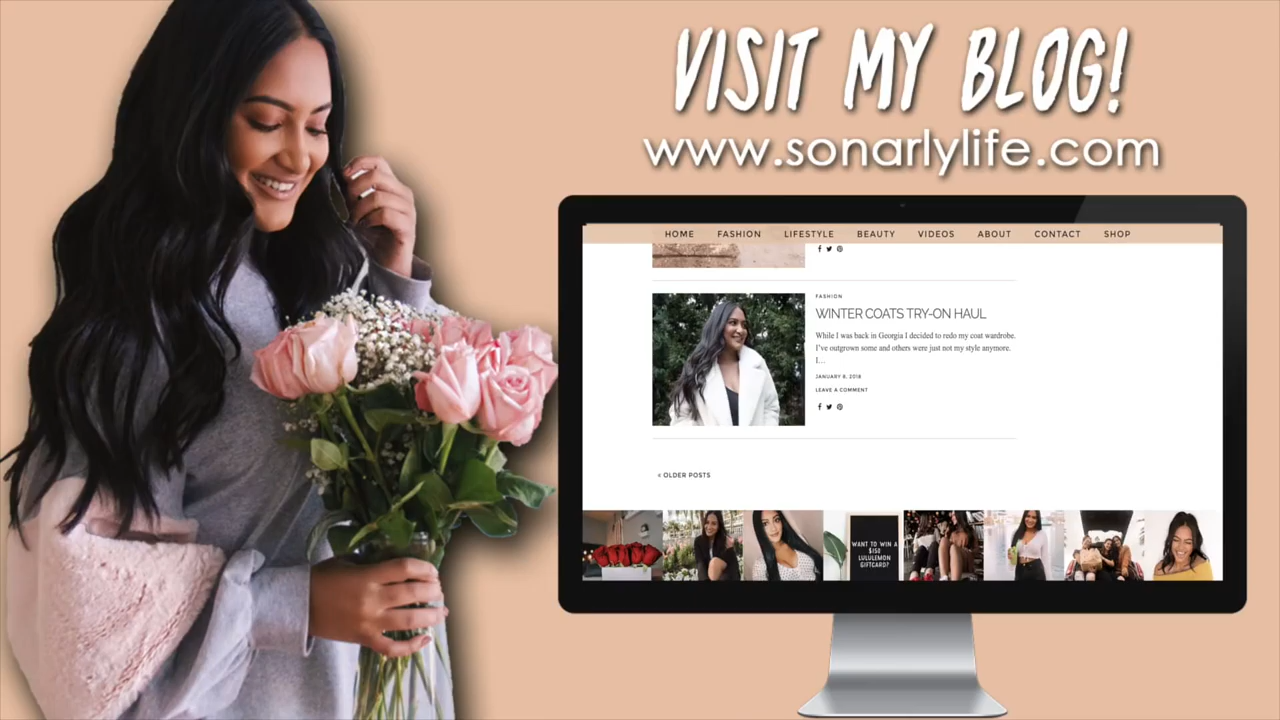 VISIT MY BLOG!
www.sonarlylife.com
HOME FASHION LIFESTYLE BEAUTY VIDEOS ABOUT CONTACT SHOP
FASHION
WINTER COATS TRY-ON HAUL
While I was back in Georgia I decided to redo my coat wardrobe.
I've outgrown some and others were just not my style anymore.
I...
JANUARY 8, 2018
LEAVE A COMMENT
« OLDER POSTS
WANT TO WIN A
$150
LULULEMON
GIFTCARD?